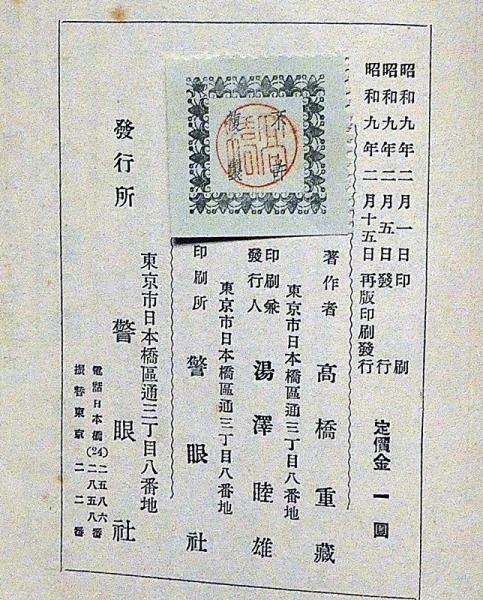 昭和九年二月一日印刷
昭和九年二月五日發行
昭和九年二月十五日再版印刷發行
定價金一圓
不許
複製
著作者 高橋重藏
東京市日本橋區通三丁目八番地
印刷兼發行人 湯澤睦雄
東京市日本橋區通三丁目八番地
印刷所 警眼社
東京市日本橋區通三丁目八番地
發行所 警眼社
電話日本橋(24)二五八六番
二八五八番
振替東京二二番